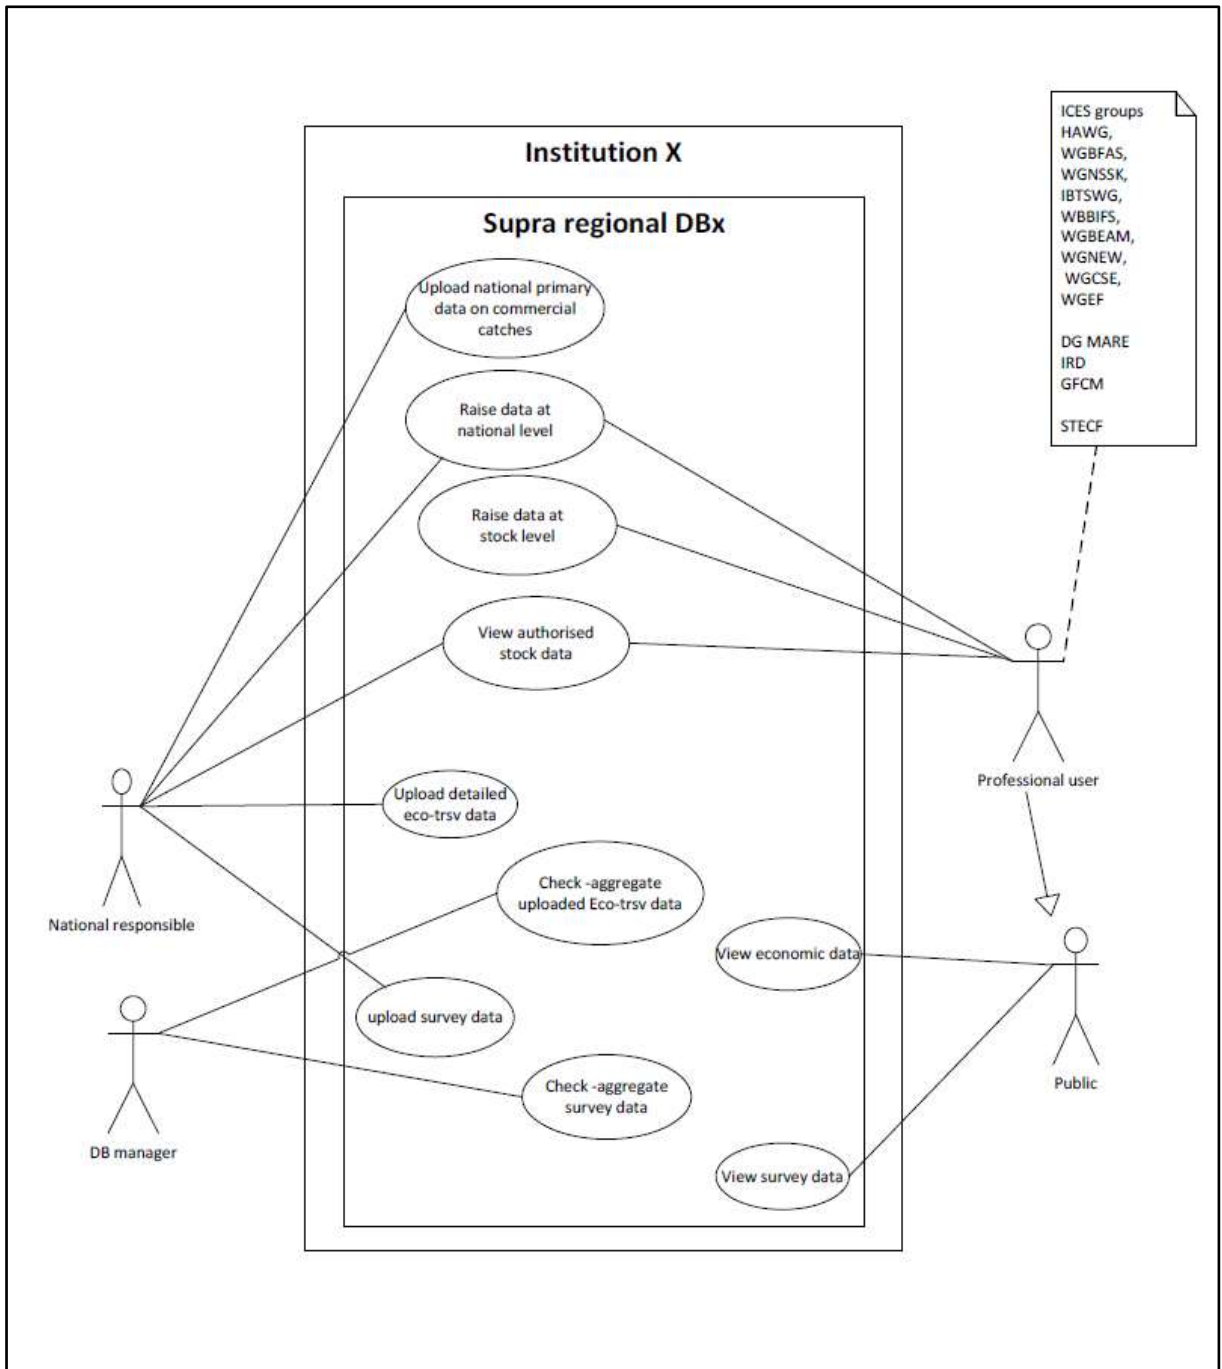 Institution X
Supra regional DBx
Upload national primary
data on commercial
catches
Raise data at
national level
Raise data at
stock level
View authorised
stock data
Upload detailed
eco-trsv data
Check -aggregate
uploaded Eco-trsv data
View economic data
upload survey data
Check -aggregate
survey data
View survey data
National responsible
DB manager
ICES groups
HAWG,
WGBFAS,
WGNSSK,
IBTSWG,
WBBIFS,
WGBEAM,
WGNEW,
WGCSE,
WGEF
DG MARE
IRD
GFCM
STECF
Professional user
Public